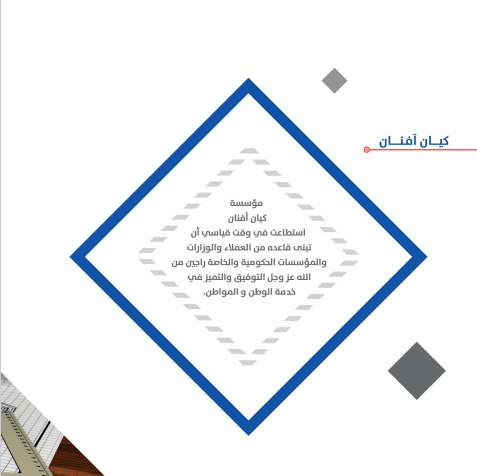 كيــان آفنــان
مؤسسة
كيان أفنان
استطاعت في وقت قياسي أن
تبنى قاعده من العملاء والوزارات
والمؤسسات الحكومية والخاصة راجين من
الله عز وجل التوفيق والتميز في
خدمة الوطن و المواطن.